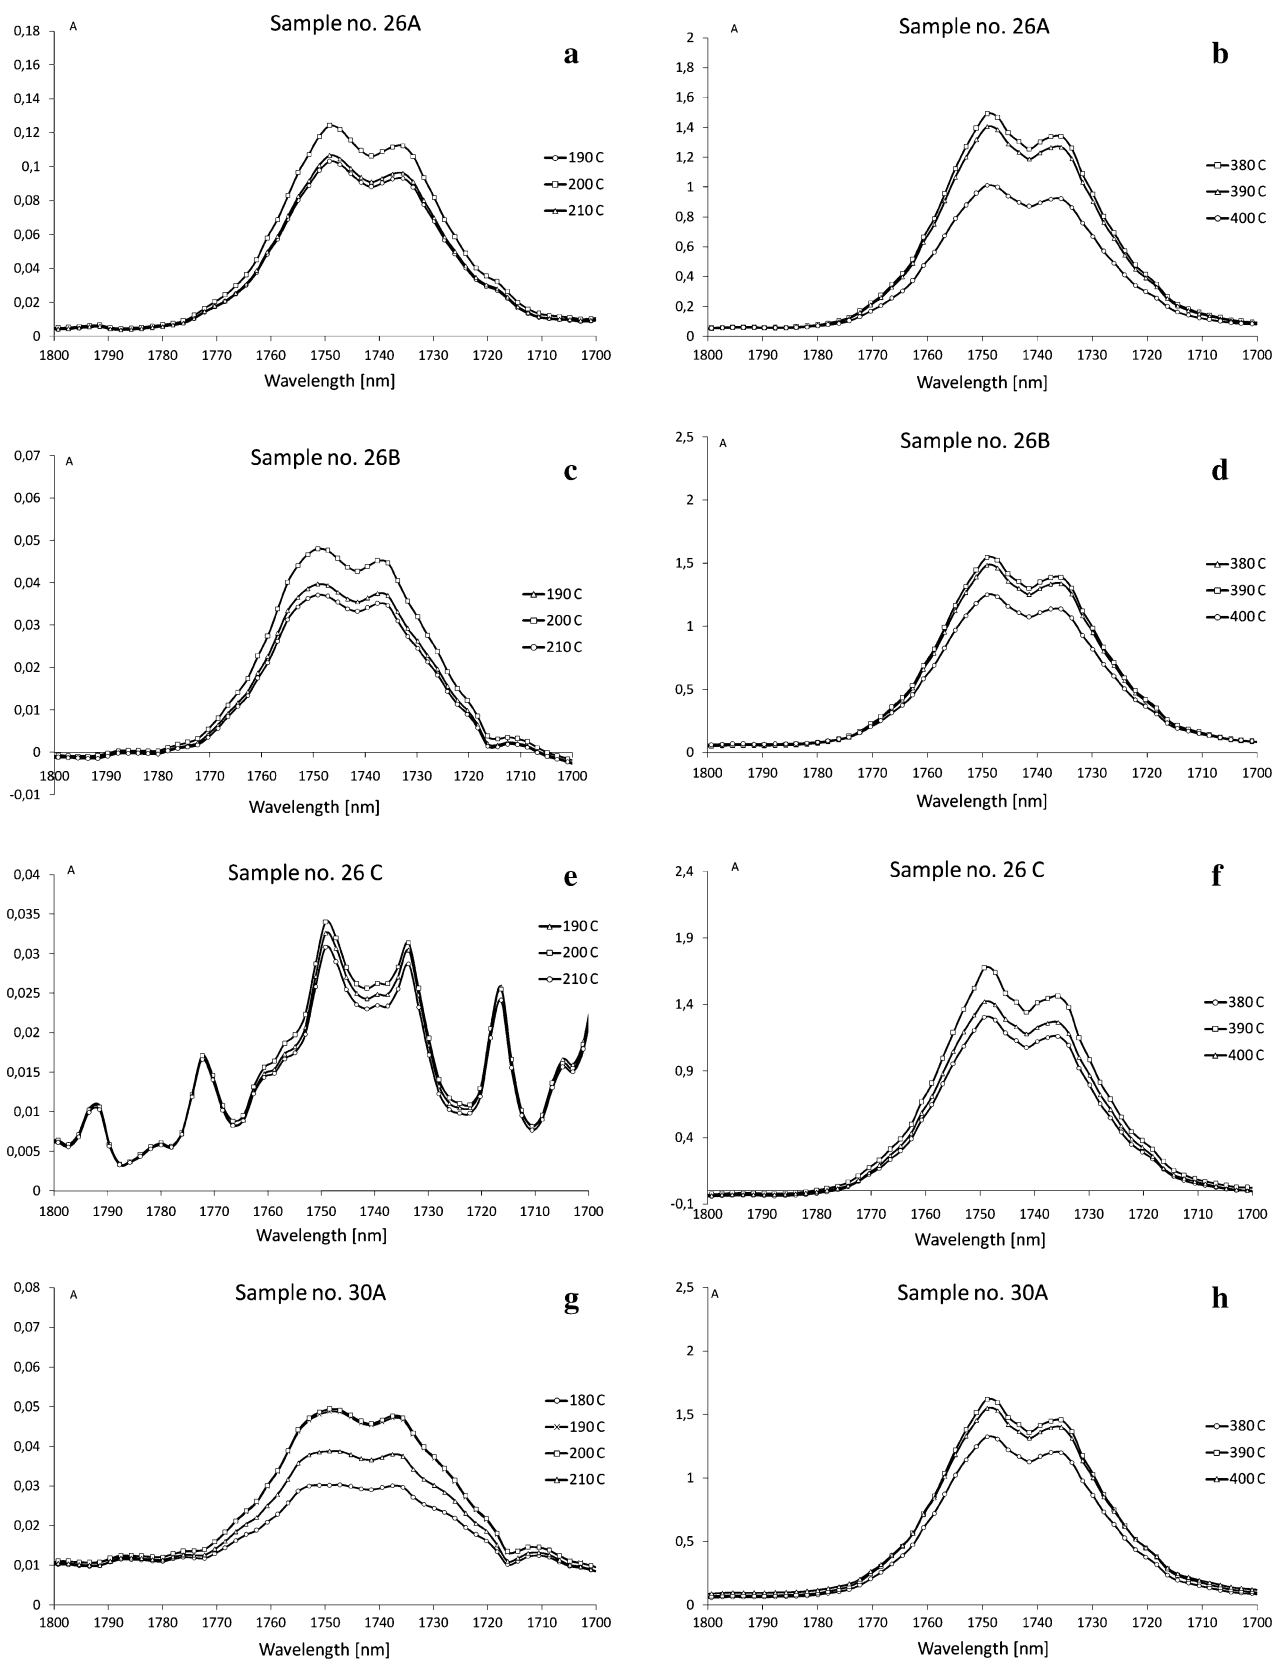 Sample no. 26A
a
A
0,18
0,16
0,14
0,12
0,1
0,08
0,06
0,04
0,02
0
1800 1790 1780 1770 1760 1750 1740 1730 1720 1710 1700
Wavelength [nm]
190 C
200 C
210 C
Sample no. 26A
b
A
2
1,8
1,6
1,4
1,2
1
0,8
0,6
0,4
0,2
0
1800 1790 1780 1770 1760 1750 1740 1730 1720 1710 1700
Wavelength [nm]
380 C
390 C
400 C
Sample no. 26B
c
A
0,07
0,06
0,05
0,04
0,03
0,02
0,01
0
-0,01
1800 1790 1780 1770 1760 1750 1740 1730 1720 1710 1700
Wavelength [nm]
190 C
200 C
210 C
Sample no. 26B
d
A
2,5
2
1,5
1
0,5
0
1800 1790 1780 1770 1760 1750 1740 1730 1720 1710 1700
Wavelength [nm]
380 C
390 C
400 C
Sample no. 26 C
e
A
0,04
0,035
0,03
0,025
0,02
0,015
0,01
0,005
0
1800 1790 1780 1770 1760 1750 1740 1730 1720 1710 1700
Wavelength [nm]
190 C
200 C
210 C
Sample no. 26 C
f
A
2,4
1,9
1,4
0,9
0,4
-0,1
1800 1790 1780 1770 1760 1750 1740 1730 1720 1710 1700
Wavelength [nm]
380 C
390 C
400 C
Sample no. 30A
g
A
0,08
0,07
0,06
0,05
0,04
0,03
0,02
0,01
0
1800 1790 1780 1770 1760 1750 1740 1730 1720 1710 1700
Wavelength [nm]
180 C
190 C
200 C
210 C
Sample no. 30A
h
A
2,5
2
1,5
1
0,5
0
1800 1790 1780 1770 1760 1750 1740 1730 1720 1710 1700
Wavelength [nm]
380 C
390 C
400 C